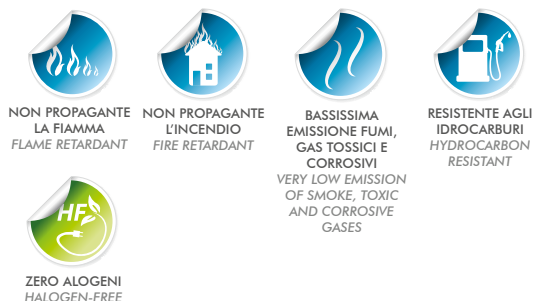 NON PROPAGANTE
LA FIAMMA
FLAME RETARDANT
NON PROPAGANTE
L'INCENDIO
FIRE RETARDANT
BASSISSIMA
EMISSIONE FUMI,
GAS TOSSICI E
CORROSIVI
VERY LOW EMISSION
OF SMOKE, TOXIC
AND CORROSIVE
GASES
RESISTENTE AGLI
IDROCARBURI
HYDROCARBON
RESISTANT
HF
ZERO ALOGENI
HALOGEN-FREE